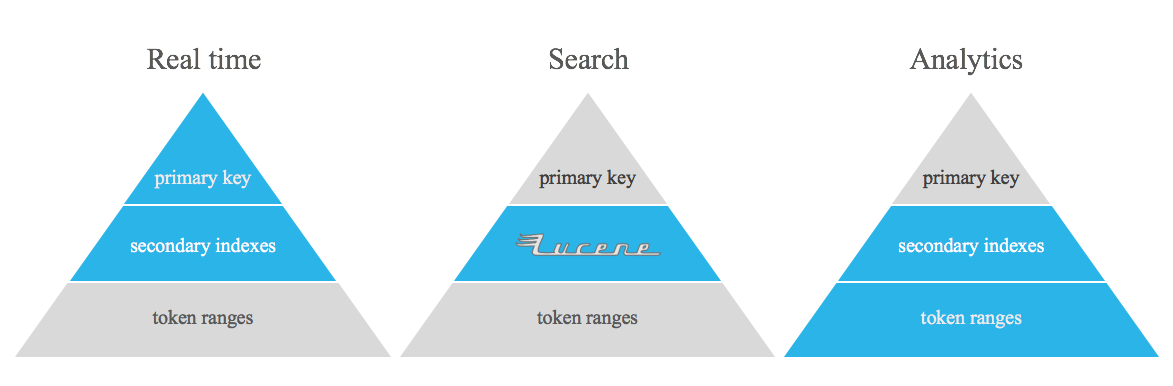 Real time
Search
Analytics
primary key
primary key
primary key
secondary indexes
Lucene
secondary indexes
token ranges
token ranges
token ranges